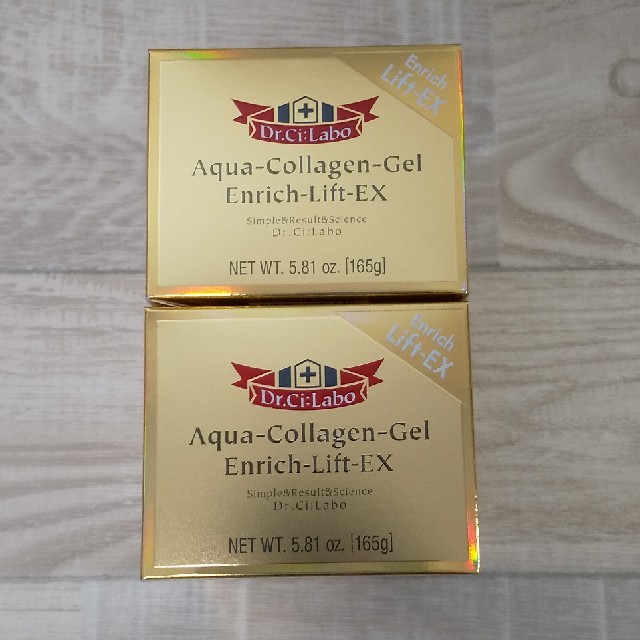 Enrich
Lift-EX
Dr.Ci:Labo
Aqua-Collagen-Gel
Enrich-Lift-EX
Simple&Result&Science
Dr.Ci:Labo
NET WT. 5.81 oz. [165g]
Enrich
Lift-EX
Dr.Ci:Labo
Aqua-Collagen-Gel
Enrich-Lift-EX
Simple&Result&Science
Dr.Ci:Labo
NET WT. 5.81 oz. [165g]